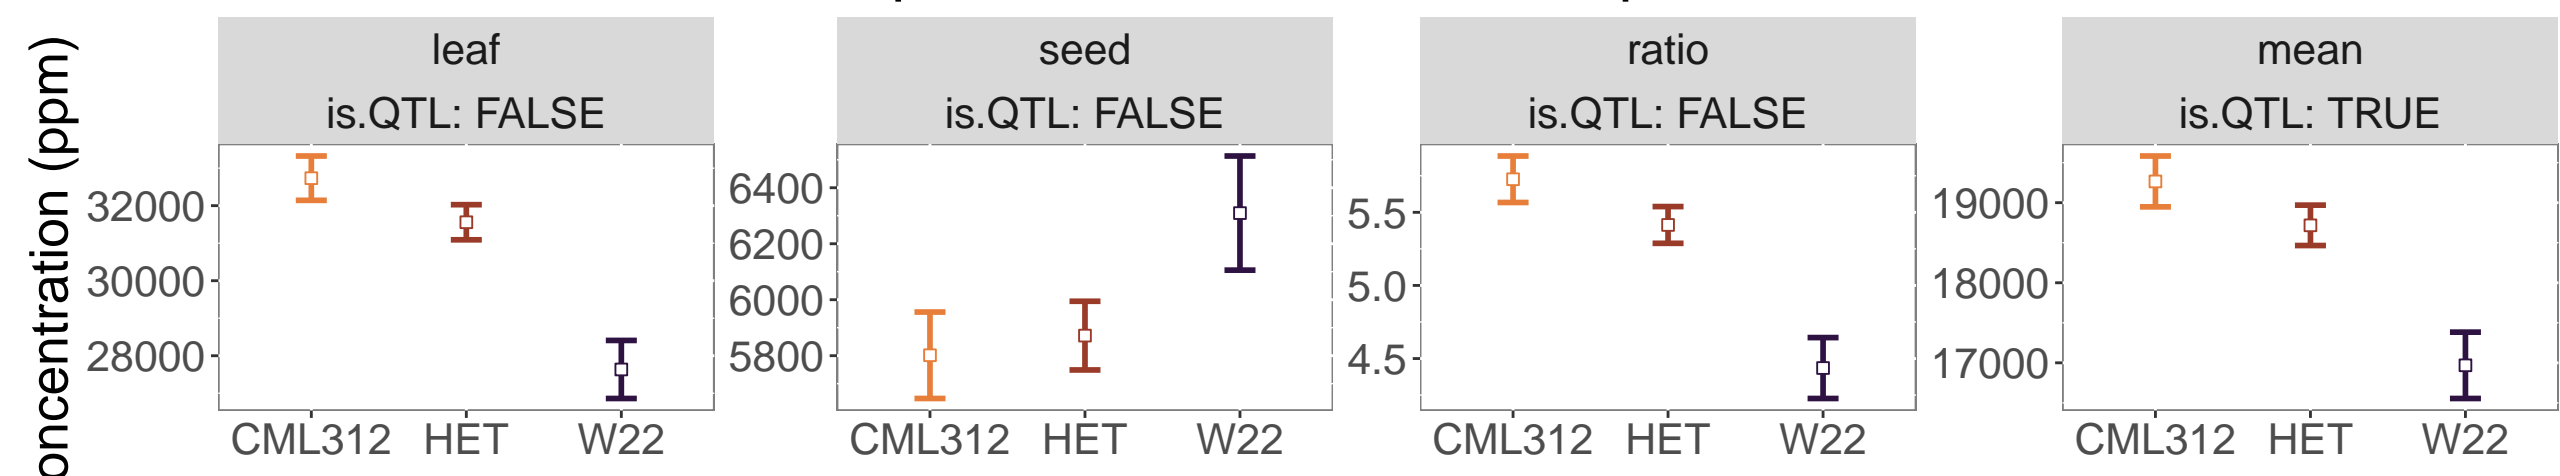 oncentration (ppm)
leaf
is.QTL: FALSE
32000
30000
28000
CML312 HET W22
seed
is.QTL: FALSE
6400
6200
6000
5800
CML312 HET W22
ratio
is.QTL: FALSE
5.5
5.0
4.5
CML312 HET W22
mean
is.QTL: TRUE
19000
18000
17000
CML312 HET W22